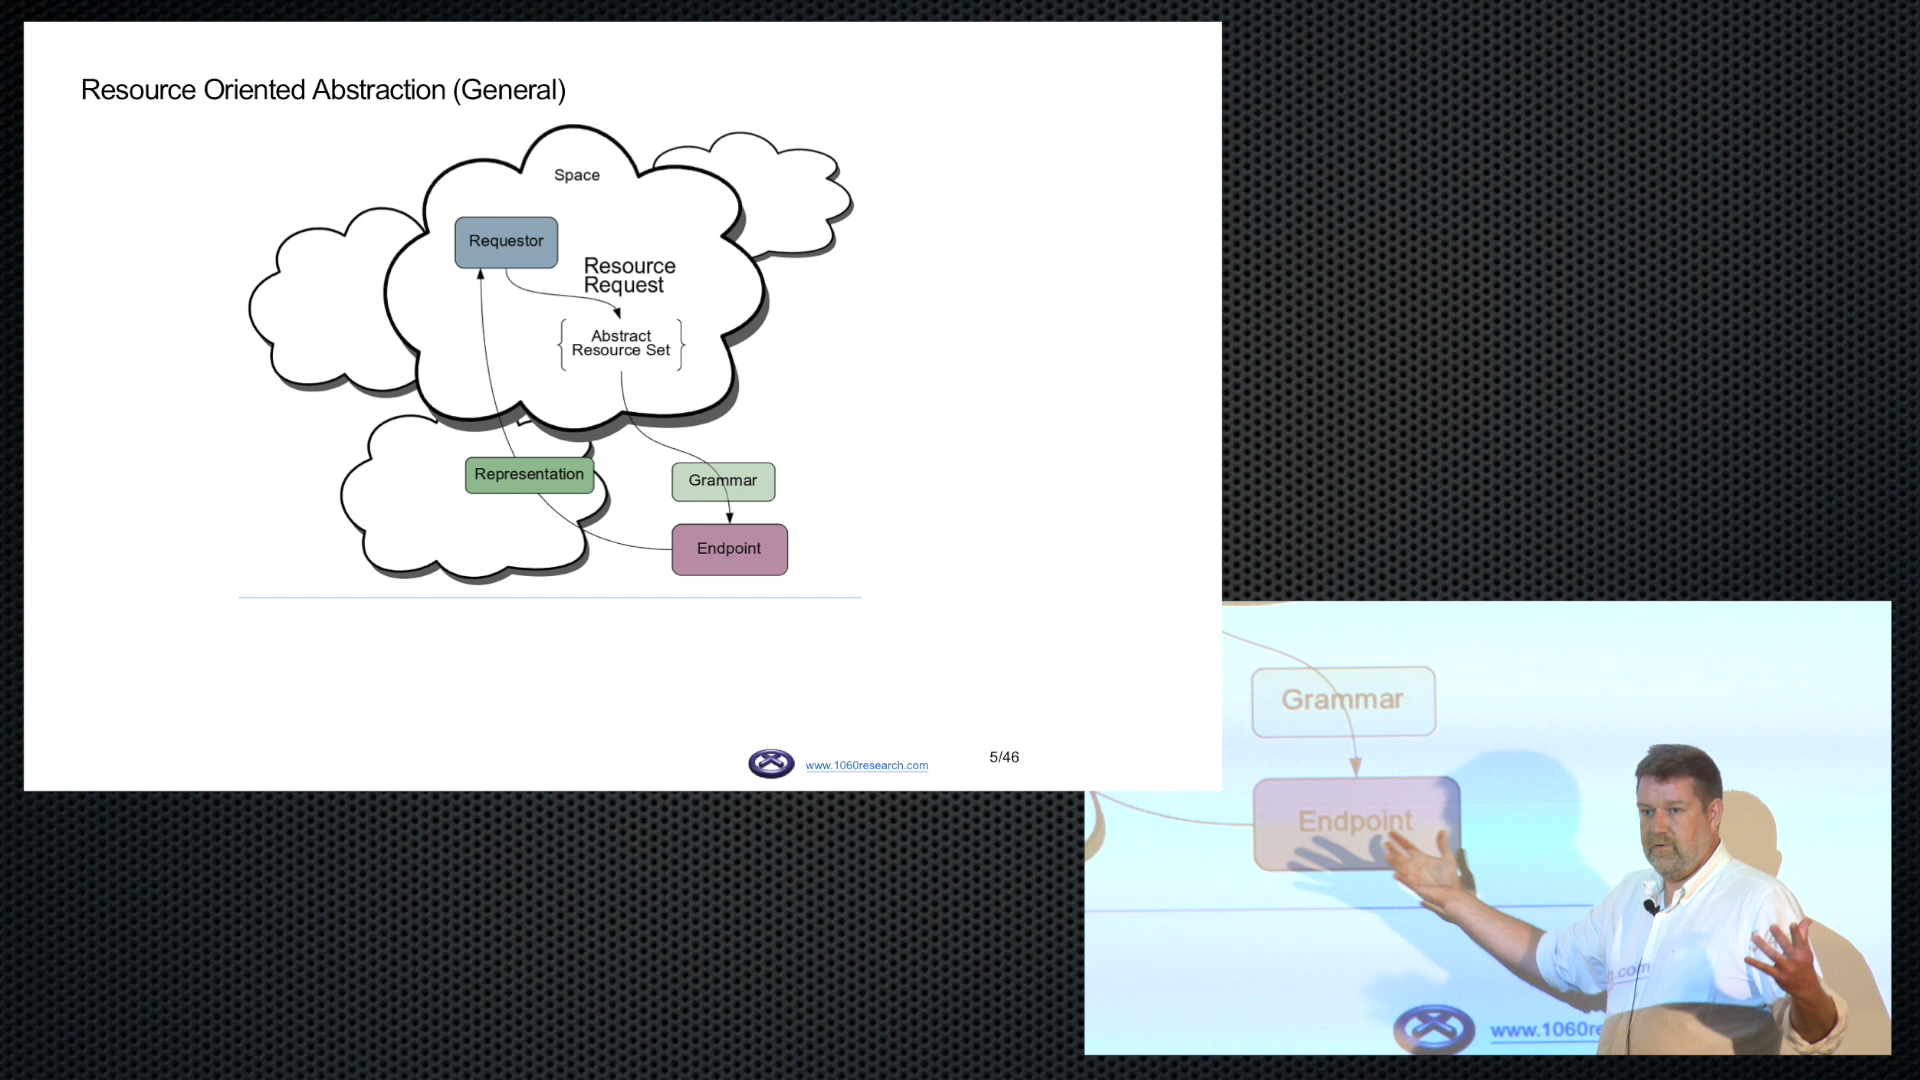 Resource Oriented Abstraction (General)
Space
Requestor
Resource
Request
Abstract
Resource Set
Representation
Grammar
Endpoint
www.1060research.com
5/46
Grammar
Endpoint
.com
www.1060re